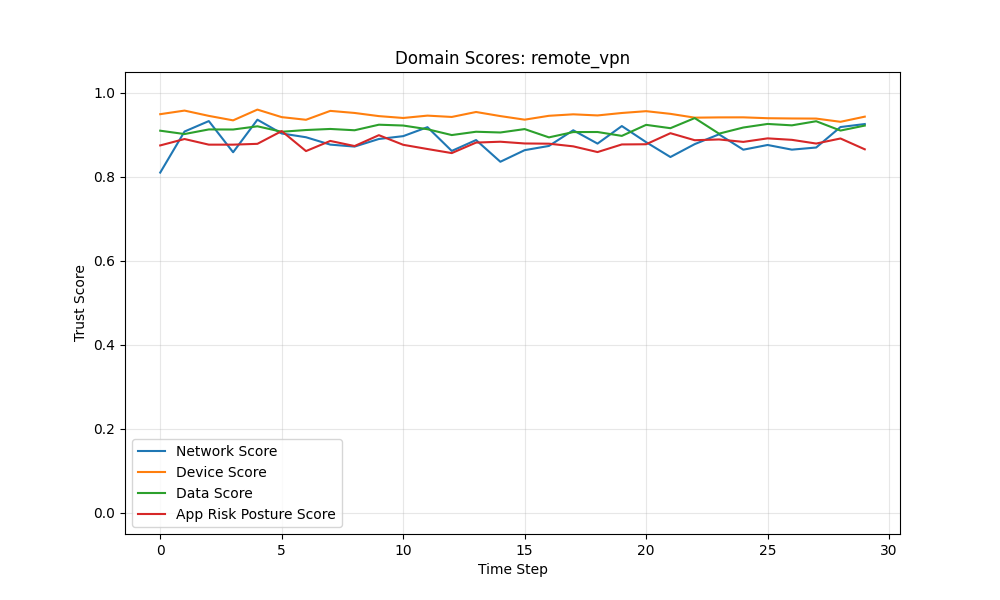 Domain Scores: remote_vpn
1.0
0.8
0.6
0.4
0.2
0.0
Trust Score
Network Score
Device Score
Data Score
App Risk Posture Score
0 5 10 15 20 25 30
Time Step